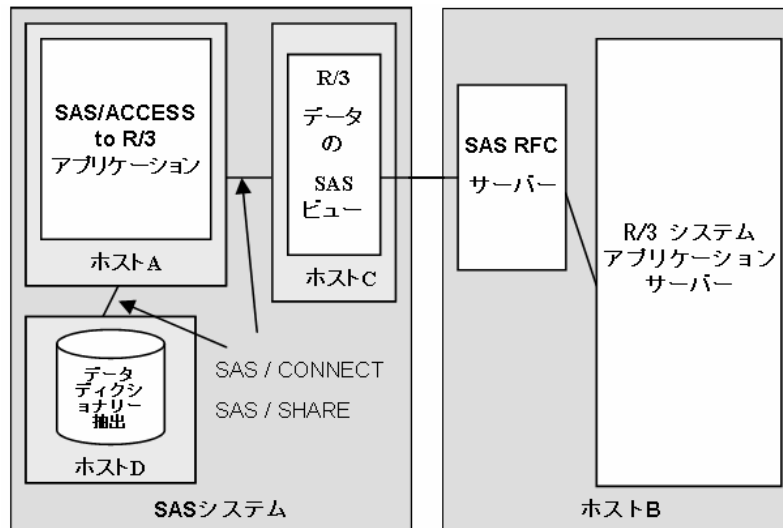 SAS/ACCESS
to R/3
アプリケーション
ホストA
R/3
データ
の
SAS
ビュー
ホストC
データ
ディクショ
ョナリー
抽出
ホストD
SAS / CONNECT
SAS / SHARE
SASシステム
SAS RFC
サーバー
R/3 システム
アプリケーション
サーバー
ホストB